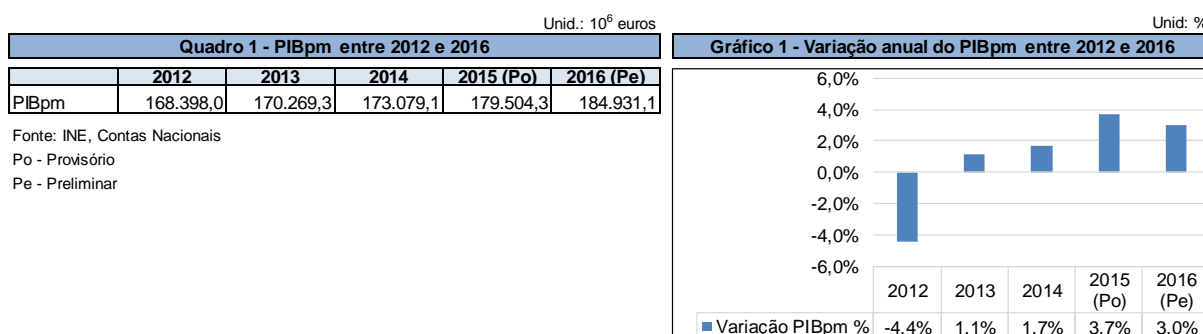 Unid.: 10⁶ euros
Quadro 1 - PIBpm entre 2012 e 2016
2012 2013 2014 2015 (Po) 2016 (Pe)
PIBpm 168.398,0 170.269,3 173.079,1 179.504,3 184.931,1
Fonte: INE, Contas Nacionais
Po - Provisório
Pe - Preliminar
Unid: %
Gráfico 1 - Variação anual do PIBpm entre 2012 e 2016
6,0%
4,0%
2,0%
0,0%
-2,0%
-4,0%
-6,0%
2012 2013 2014 2015 (Po) 2016 (Pe)
Variação PIBpm % -4,4% 1,1% 1,7% 3,7% 3,0%